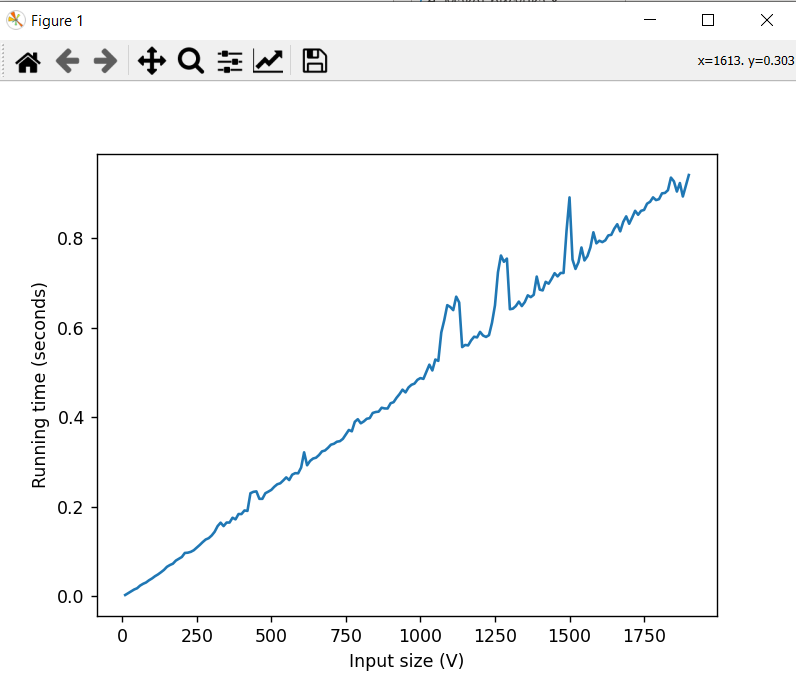 Figure 1
x=1613. y=0.303
0.8
0.6
0.4
0.2
0.0
Running time (seconds)
0 250 500 750 1000 1250 1500 1750
Input size (V)